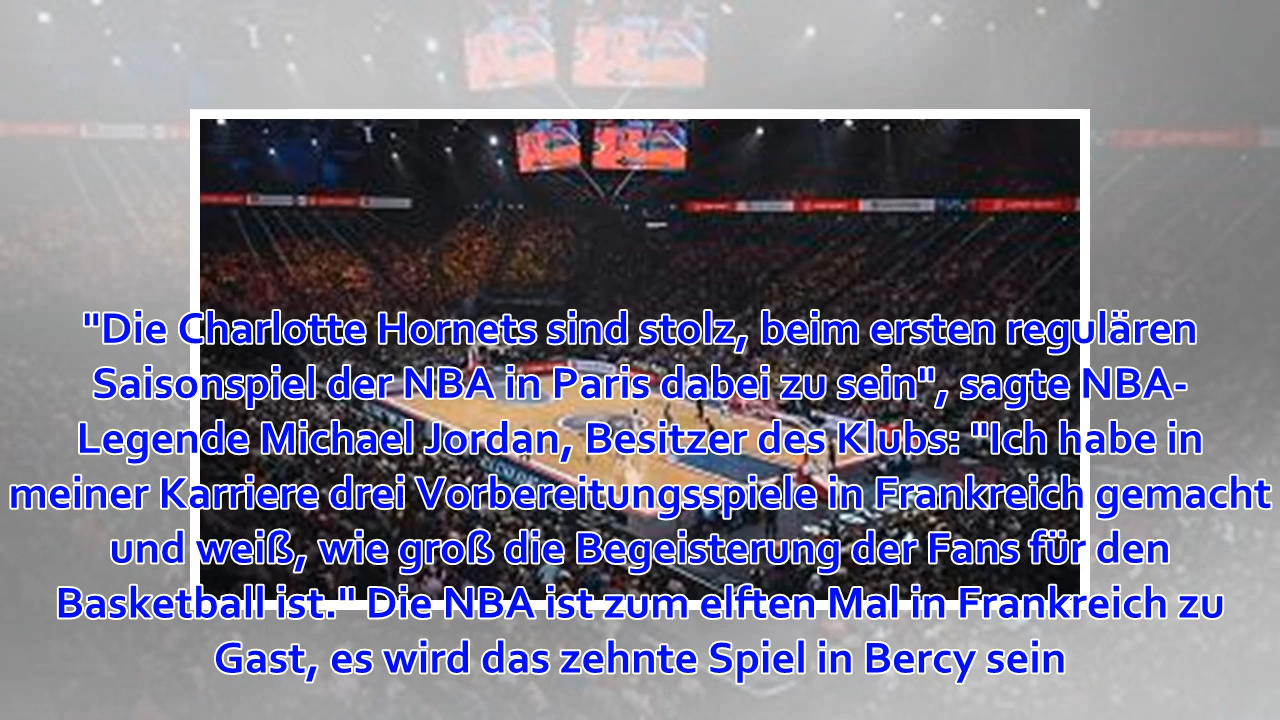 "Die Charlotte Hornets sind stolz, beim ersten regulären
Saisonspiel der NBA in Paris dabei zu sein", sagte NBA-
Legende Michael Jordan, Besitzer des Klubs: "Ich habe in
meiner Karriere drei Vorbereitungsspiele in Frankreich gemacht
und weiß, wie groß die Begeisterung der Fans für den
Basketball ist." Die NBA ist zum elften Mal in Frankreich zu
Gast, es wird das zehnte Spiel in Bercy sein